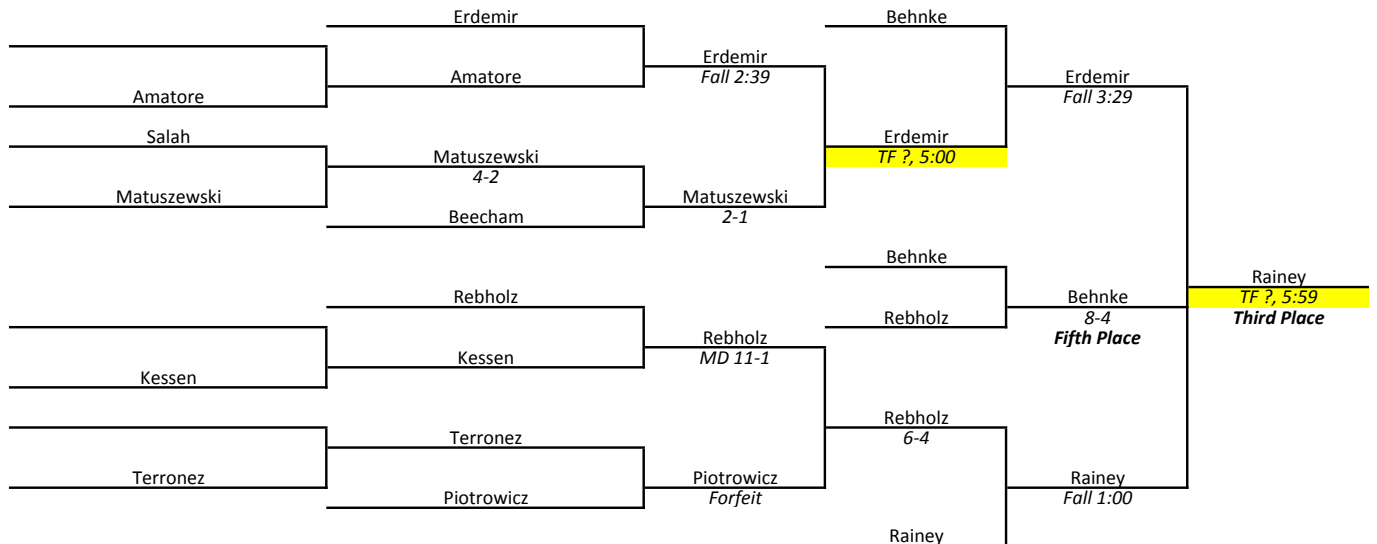 Erdemir
Behnke
Erdemir
Fall 2:39
Amatore
Erdemir
Fall 3:29
Amatore
Salah
Erdemir
TF ?, 5:00
Matuszewski
4-2
Matuszewski
Matuszewski
2-1
Beecham
Behnke
Rainey
TF ?, 5:59
Third Place
Rebholz
Behnke
8-4
Fifth Place
Rebholz
Rebholz
MD 11-1
Kessen
Kessen
Rebholz
6-4
Terronez
Terronez
Piotrowicz
Forfeit
Rainey
Fall 1:00
Piotrowicz
Rainey